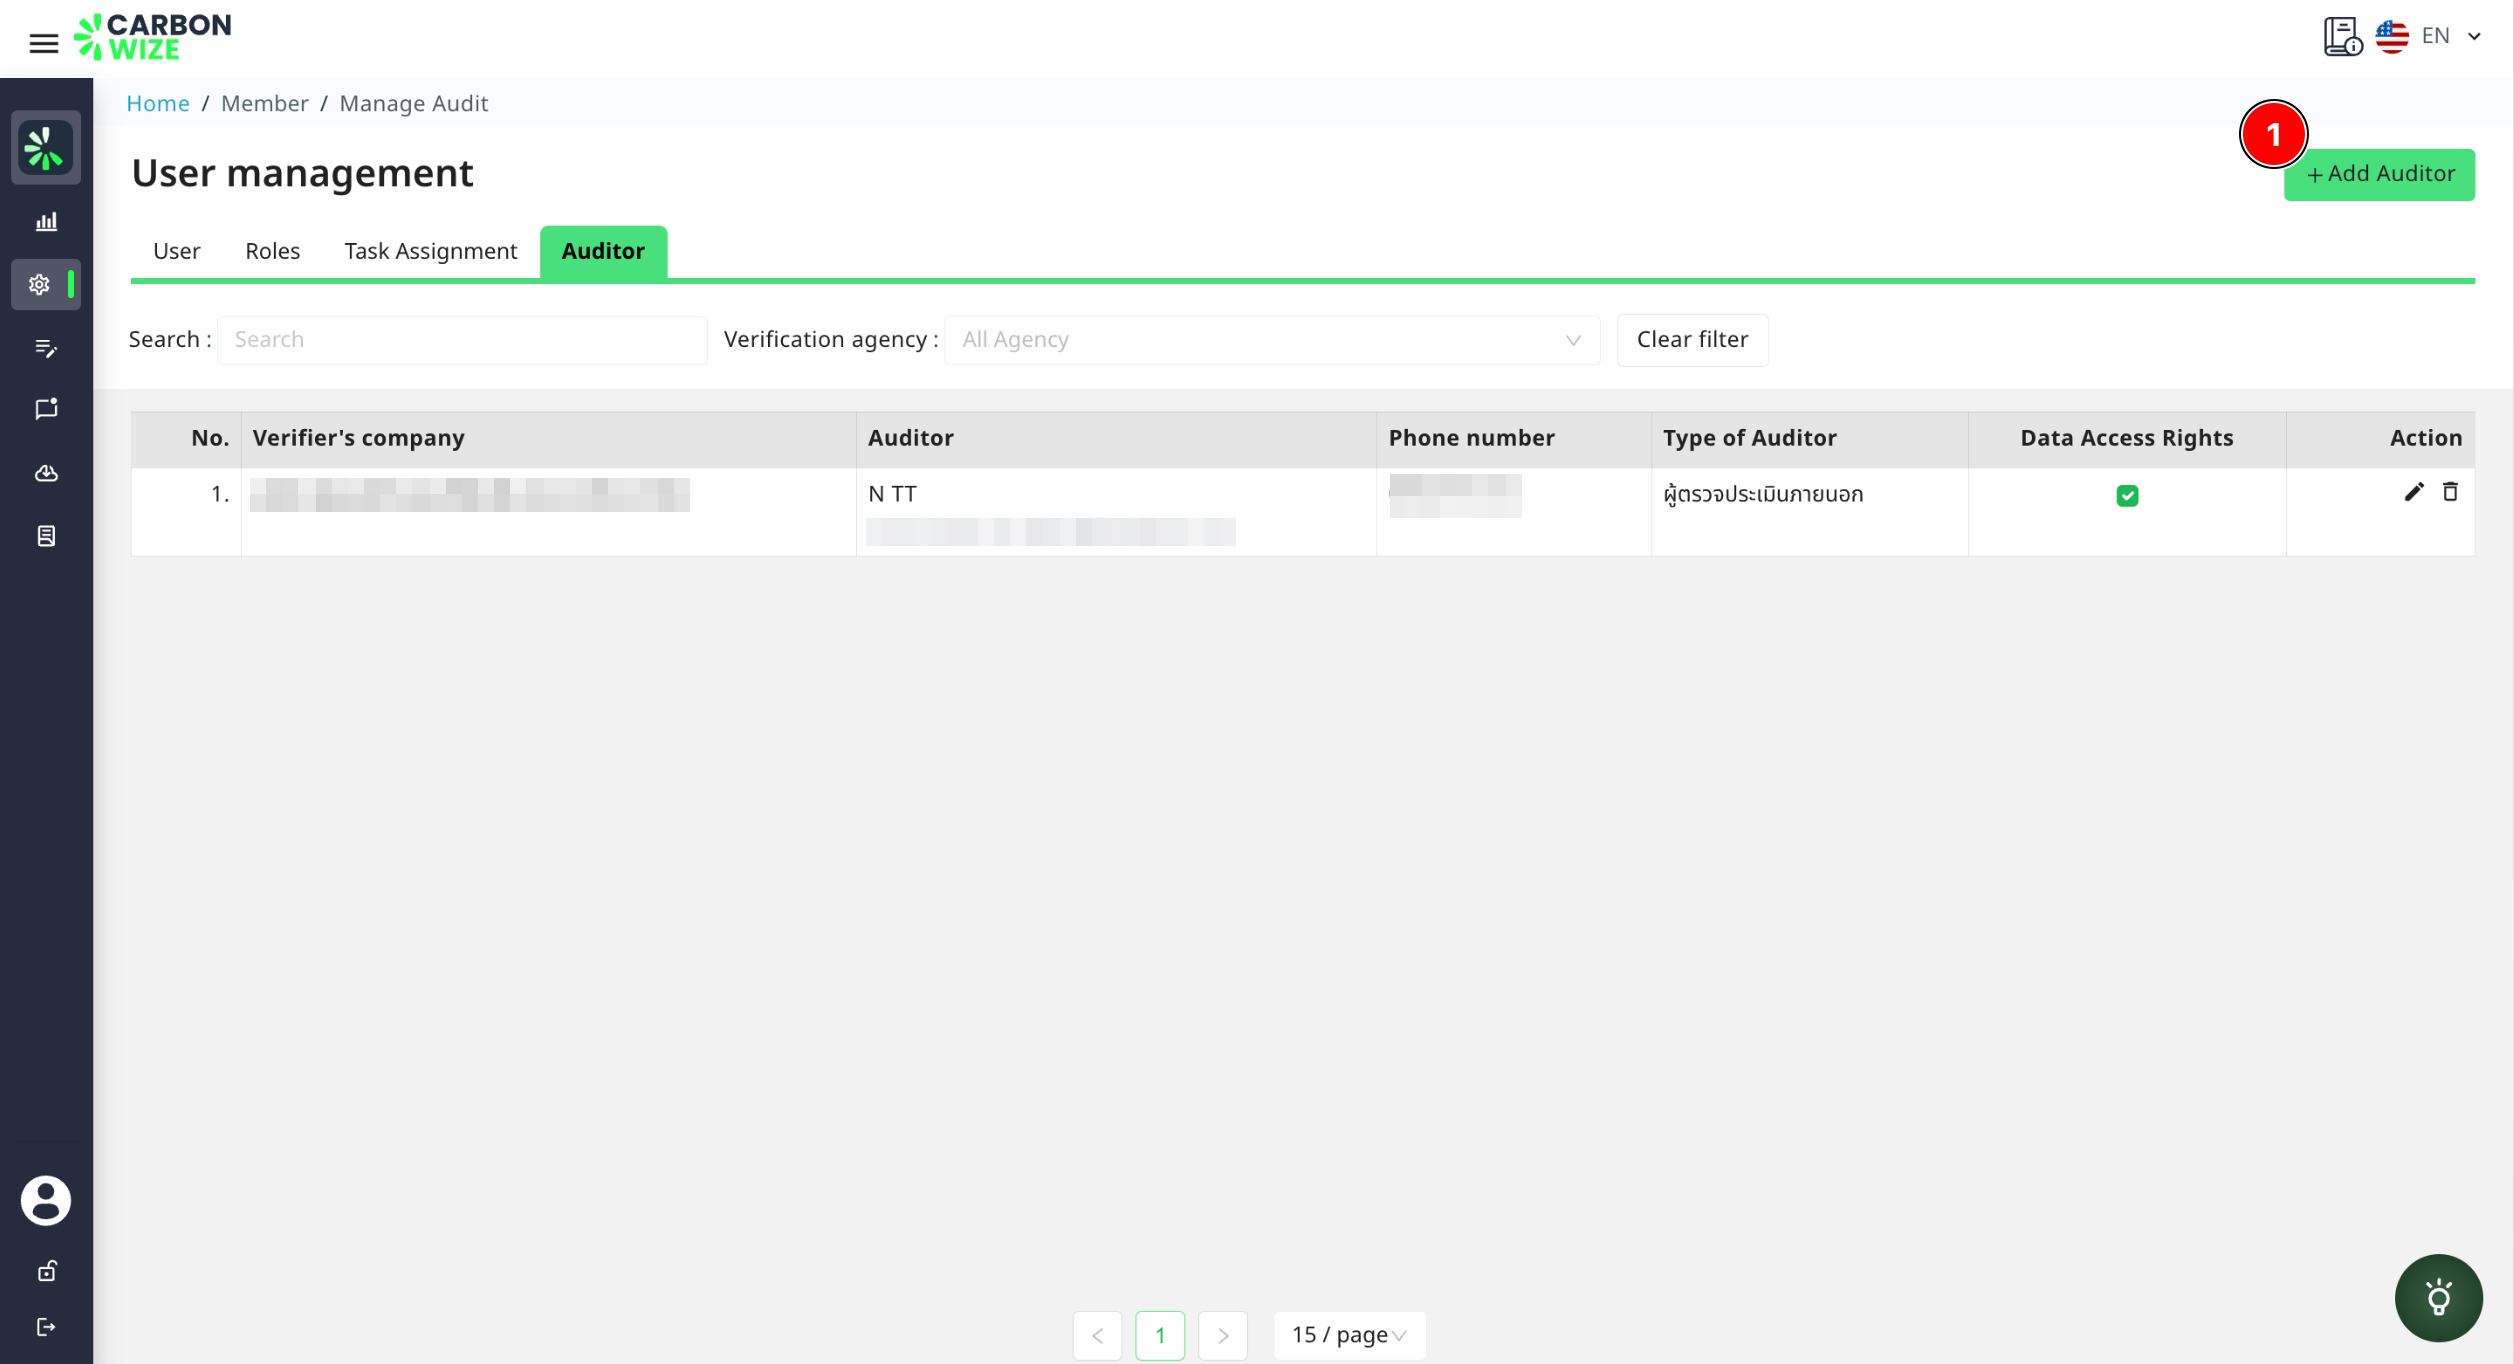 CARBON
WIZE
EN
Home / Member / Manage Audit
1
User management
+ Add Auditor
User Roles Task Assignment Auditor
Search : Search Verification agency : All Agency Clear filter
No. Verifier's company Auditor Phone number Type of Auditor Data Access Rights Action
1. N TT ผู้ตรวจประเมินภายนอก
< 1 > 15 / page